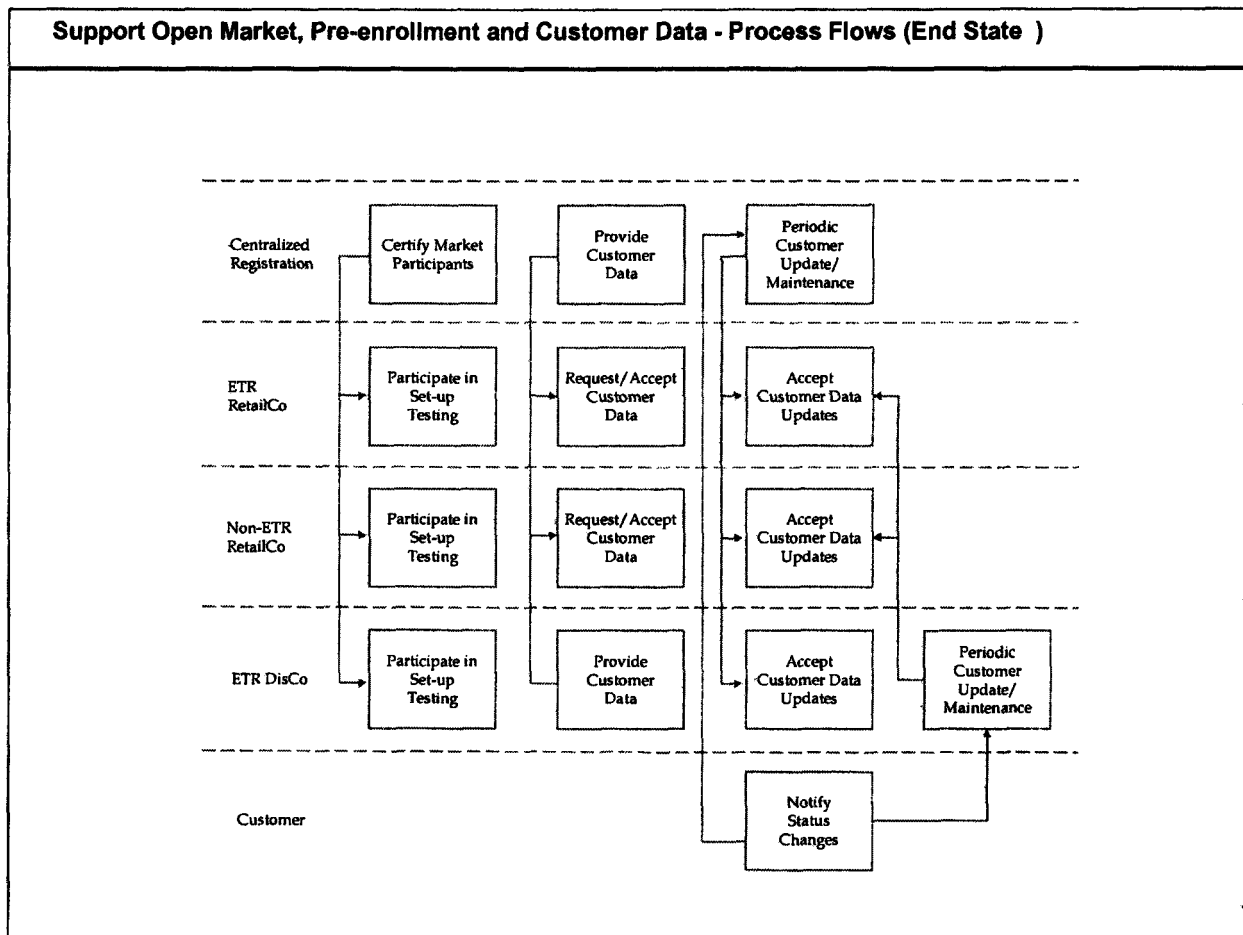 Support Open Market, Pre-enrollment and Customer Data - Process Flows (End State )
Centralized
Registration
Certify Market
Participants
Provide
Customer
Data
Periodic
Customer
Update/
Maintenance
ETR
RetailCo
Participate in
Set-up
Testing
Request/Accept
Customer
Data
Accept
Customer Data
Updates
Non-ETR
RetailCo
Participate in
Set-up
Testing
Request/Accept
Customer
Data
Accept
Customer Data
Updates
ETR DisCo
Participate in
Set-up
Testing
Provide
Customer
Data
Accept
Customer Data
Updates
Periodic
Customer
Update/
Maintenance
Customer
Notify
Status
Changes